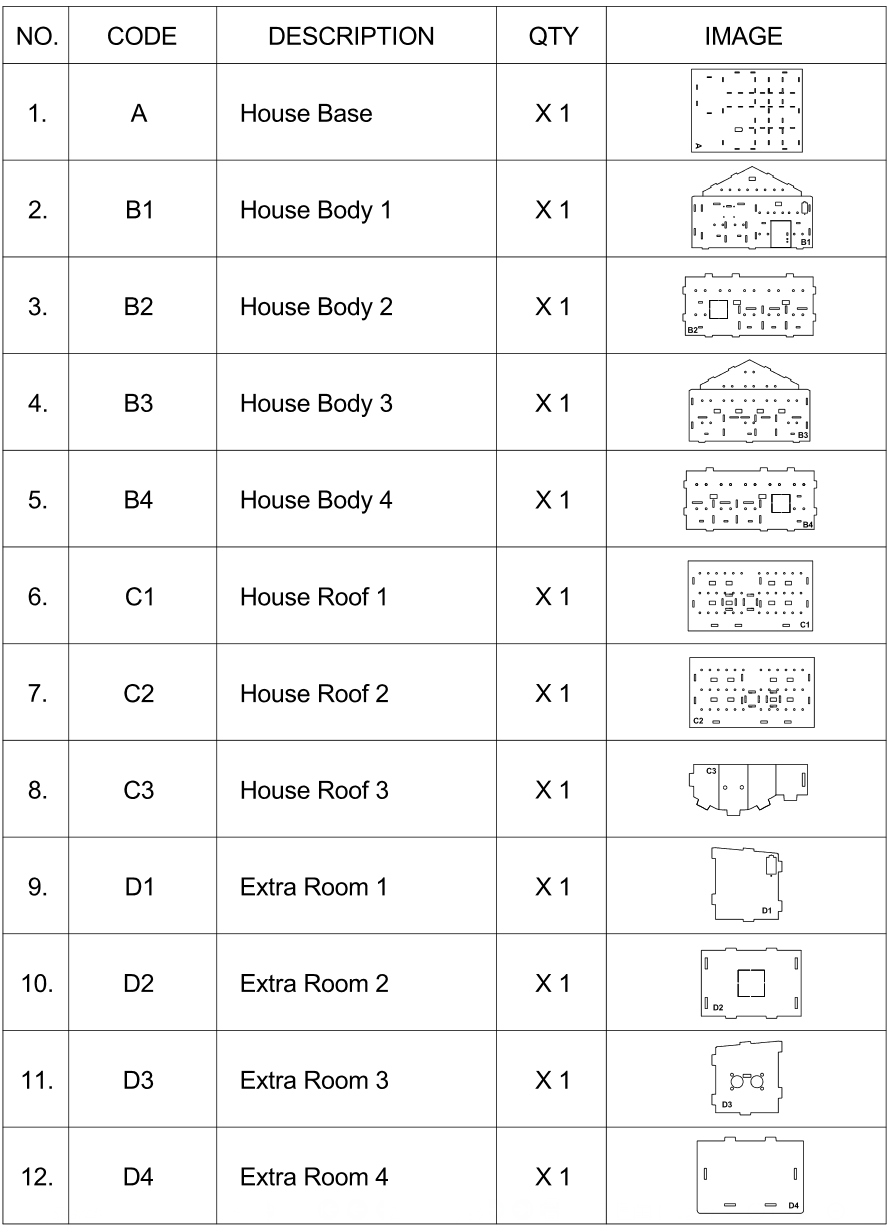 NO. CODE DESCRIPTION QTY IMAGE
1. A House Base X 1 A
2. B1 House Body 1 X 1 B1
3. B2 House Body 2 X 1 B2
4. B3 House Body 3 X 1 B3
5. B4 House Body 4 X 1 B4
6. C1 House Roof 1 X 1 C1
7. C2 House Roof 2 X 1 C2
8. C3 House Roof 3 X 1 C3
9. D1 Extra Room 1 X 1 D1
10. D2 Extra Room 2 X 1 D2
11. D3 Extra Room 3 X 1 D3
12. D4 Extra Room 4 X 1 D4